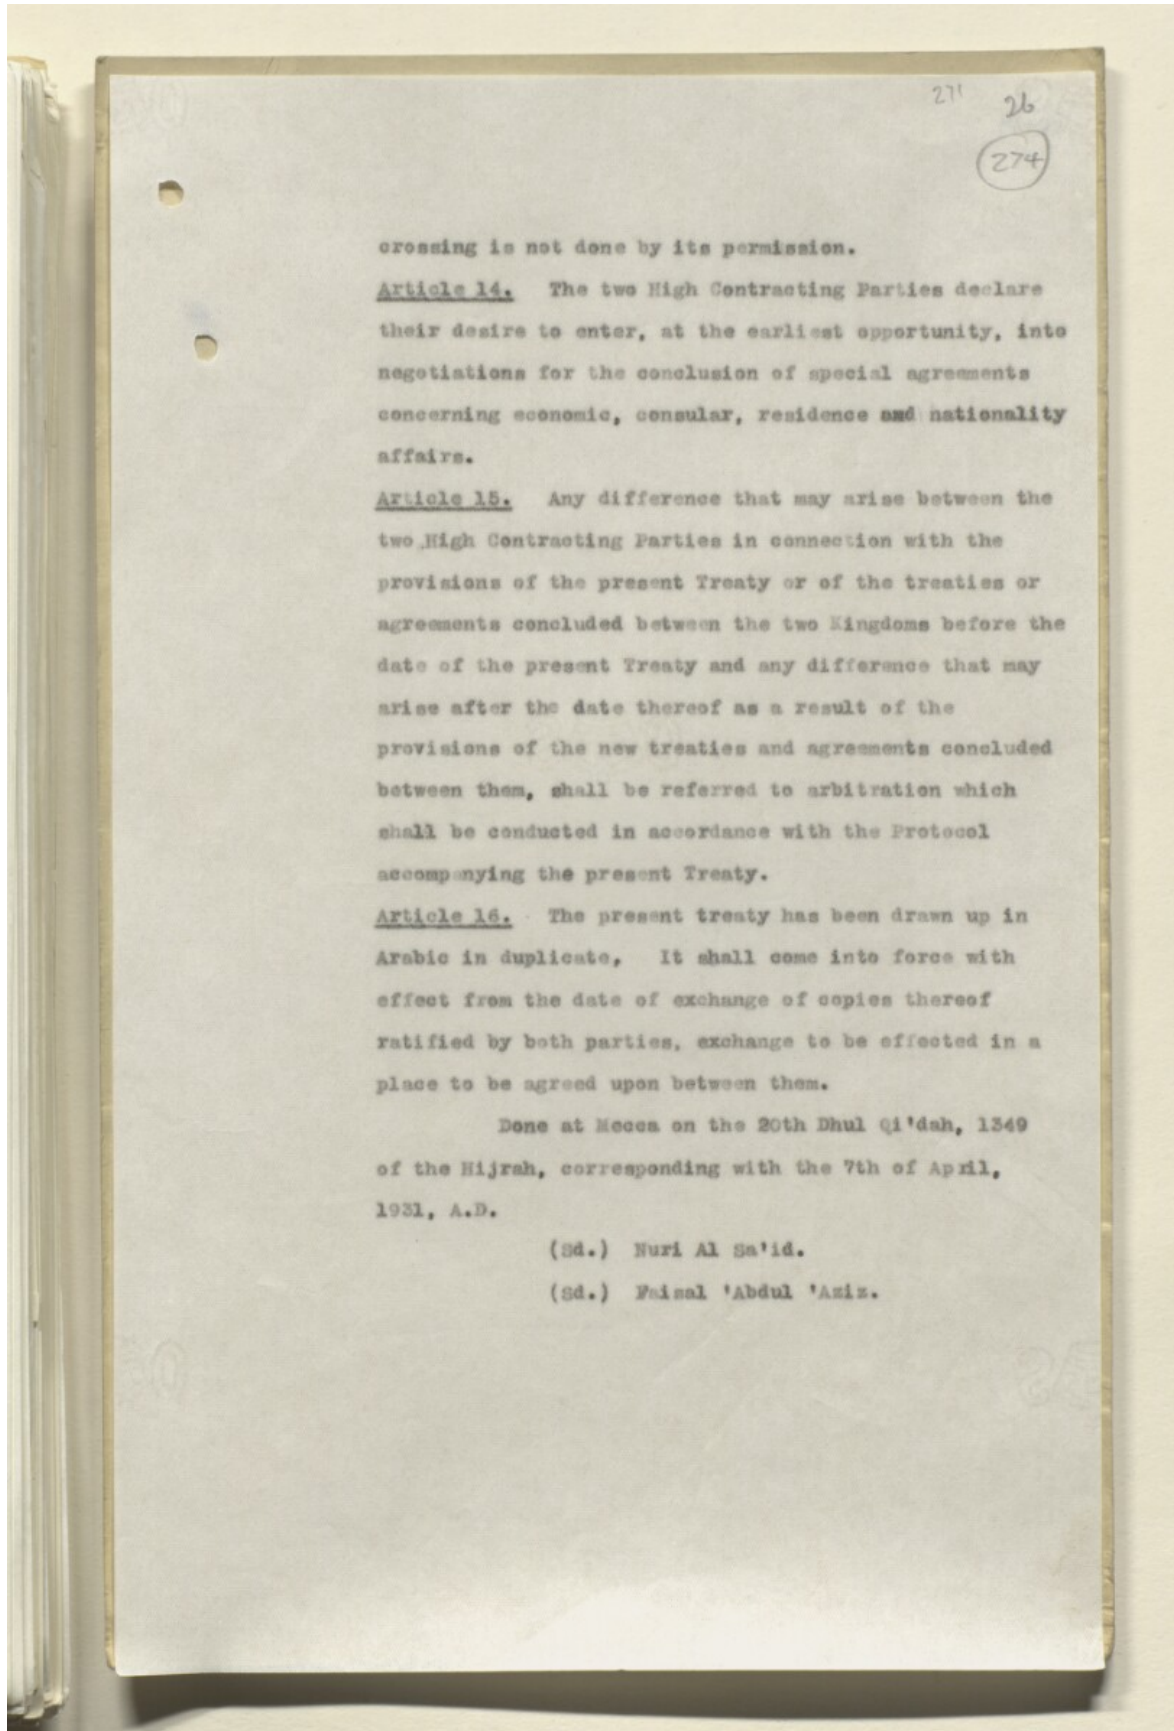 271 26
274
crossing is not done by its permission.
Article 14. The two High Contracting Parties declare
their desire to enter, at the earliest opportunity, into
negotiations for the conclusion of special agreements
concerning economic, consular, residence and nationality
affairs.
Article 15. Any difference that may arise between the
two High Contracting Parties in connection with the
provisions of the present Treaty or of the treaties or
agreements concluded between the two Kingdoms before the
date of the present Treaty and any difference that may
arise after the date thereof as a result of the
provisions of the new treaties and agreements concluded
between them, shall be referred to arbitration which
shall be conducted in accordance with the Protocol
accompanying the present Treaty.
Article 16. The present treaty has been drawn up in
Arabic in duplicate, It shall come into force with
effect from the date of exchange of copies thereof
ratified by both parties, exchange to be effected in a
place to be agreed upon between them.
Done at Mecca on the 20th Dhul Qi'dah, 1349
of the Hijrah, corresponding with the 7th of April,
1931, A.D.
(Sd.) Nuri Al Sa'id.
(Sd.) Faisal 'Abdul 'Aziz.